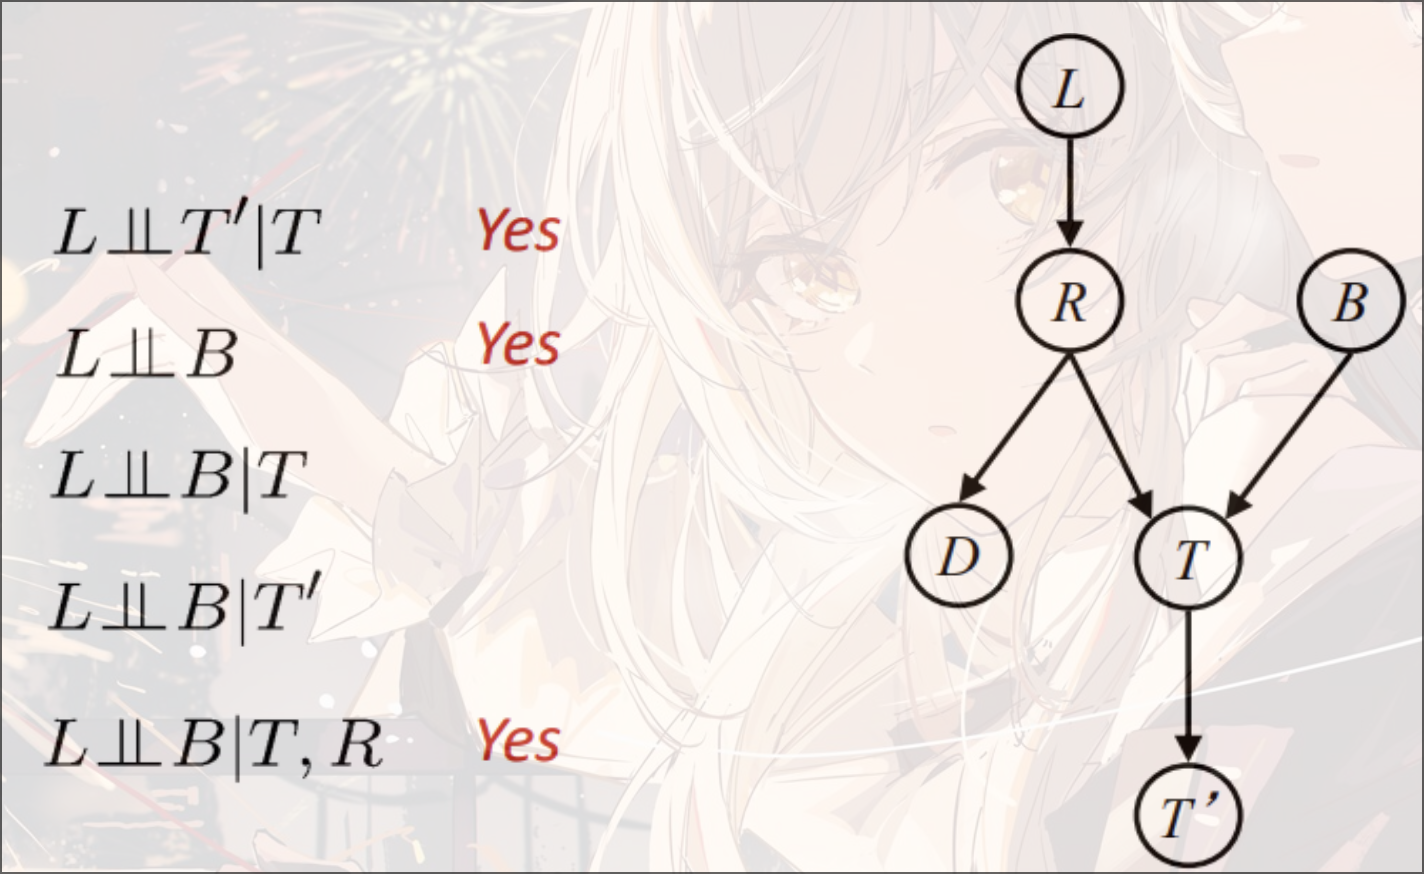 L ⊥⊥ T′|T Yes
L ⊥⊥ B Yes
L ⊥⊥ B|T
L ⊥⊥ B|T′
L ⊥⊥ B|T, R Yes
L
R
B
D
T
T’